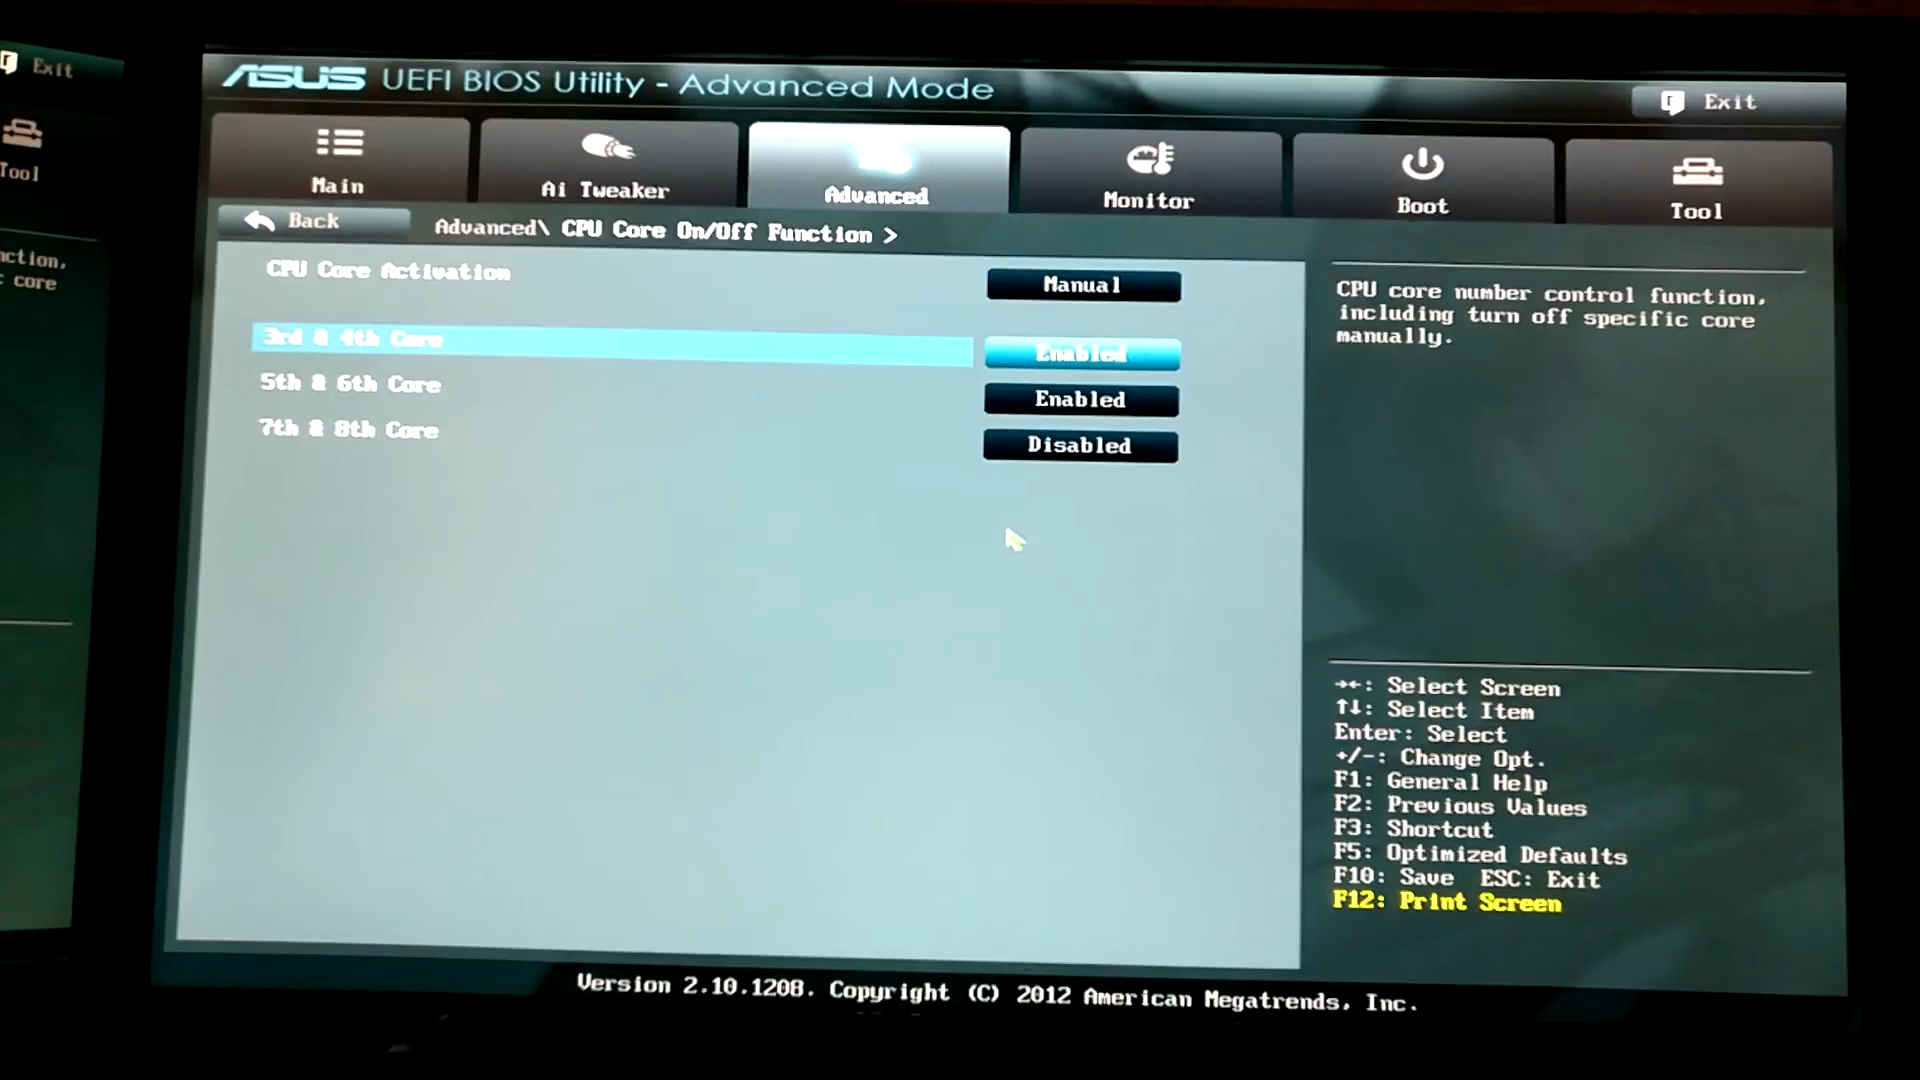 Exit
Tool
nction,
c core
ASUS UEFI BIOS Utility - Advanced Mode
Exit
Main
Ai Tweaker
Advanced
Monitor
Boot
Tool
Back
Advanced\ CPU Core On/Off Function >
CPU Core Activation
Manual
3rd & 4th Core
Enabled
5th & 6th Core
Enabled
7th & 8th Core
Disabled
CPU core number control function,
including turn off specific core
manually.
→←: Select Screen
↑↓: Select Item
Enter: Select
+/-: Change Opt.
F1: General Help
F2: Previous Values
F3: Shortcut
F5: Optimized Defaults
F10: Save ESC: Exit
F12: Print Screen
Version 2.10.1208. Copyright (C) 2012 American Megatrends, Inc.